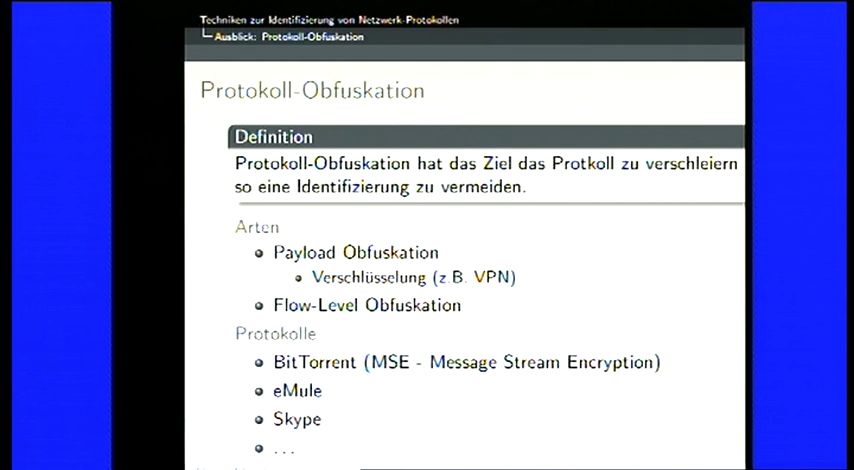 Techniken zur Identifizierung von Netzwerk-Protokollen
Ausblick: Protokoll-Obfuskation
Protokoll-Obfuskation
Definition
Protokoll-Obfuskation hat das Ziel das Protkoll zu verschleiern
so eine Identifizierung zu vermeiden.
Arten
Payload Obfuskation
Verschlüsselung (z.B. VPN)
Flow-Level Obfuskation
Protokolle
BitTorrent (MSE - Message Stream Encryption)
eMule
Skype
...